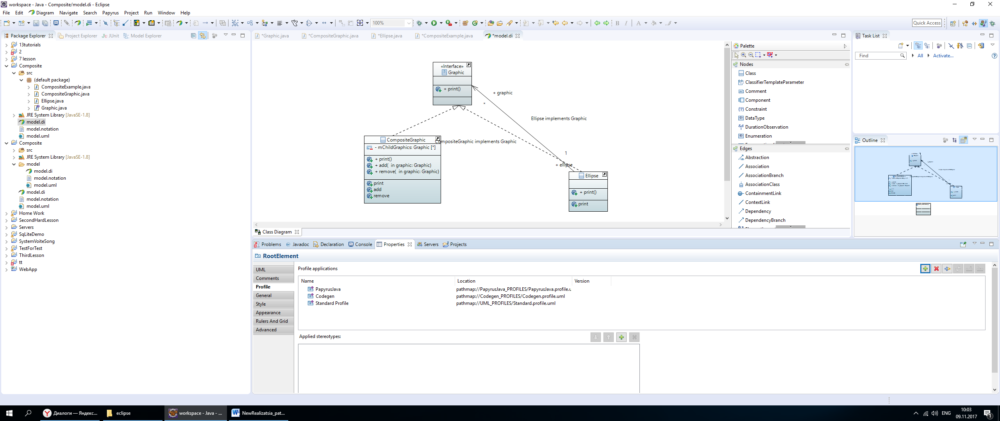 workspace - Java - Composite/model.di - Eclipse
File Edit Diagram Navigate Search Papyrus Project Run Window Help
100%
Quick Access
Package Explorer Project Explorer Ju JUnit Model Explorer
13tutorials
2
7 lesson
Composite
src
(default package)
CompositeExample.java
CompositeGraphic.java
Ellipse.java
Graphic.java
JRE System Library [JavaSE-1.8]
model.di
model.notation
model.uml
Composite
src
JRE System Library [JavaSE-1.8]
model
model.di
model.notation
model.uml
model.di
model.notation
model.uml
Home Work
SecondHardLesson
Servers
SqLiteDemo
SystemVoiteSong
TestForTest
ThirdLesson
tt
WebApp
*Graphic.java *CompositeGraphic.java *Ellipse.java *CompositeExample.java *model.di
«Interface»
Graphic
+ print()
+ graphic
*
Ellipse implements Graphic
CompositeGraphic implements Graphic
CompositeGraphic
- mChildGraphics: Graphic [*]
+ print()
+ add( in graphic: Graphic)
+ remove( in graphic: Graphic)
print
add
remove
1
+ ellipse
Ellipse
+ print()
print
Class Diagram
Palette
Nodes
Class
ClassifierTemplateParameter
Comment
Component
Constraint
DataType
DurationObservation
Enumeration
Edges
Abstraction
Association
AssociationBranch
AssociationClass
ContainmentLink
ContextLink
Dependency
DependencyBranch
Task List
Find All Activate...
Outline
Problems @ Javadoc Declaration Console Properties Servers Projects
RootElement
UML
Comments
Profile
General
Style
Appearance
Rulers And Grid
Advanced
Profile applications
Name Location Version
PapyrusJava pathmap://PapyrusJava_PROFILES/PapyrusJava.profile.u
Codegen pathmap://Codegen_PROFILES/Codegen.profile.uml
Standard Profile pathmap://UML_PROFILES/Standard.profile.uml
Applied stereotypes:
Диалоги — Яндекс... eclipse workspace - Java - ... NewRealizatsia_pat...
ENG
10:03
09.11.2017
1